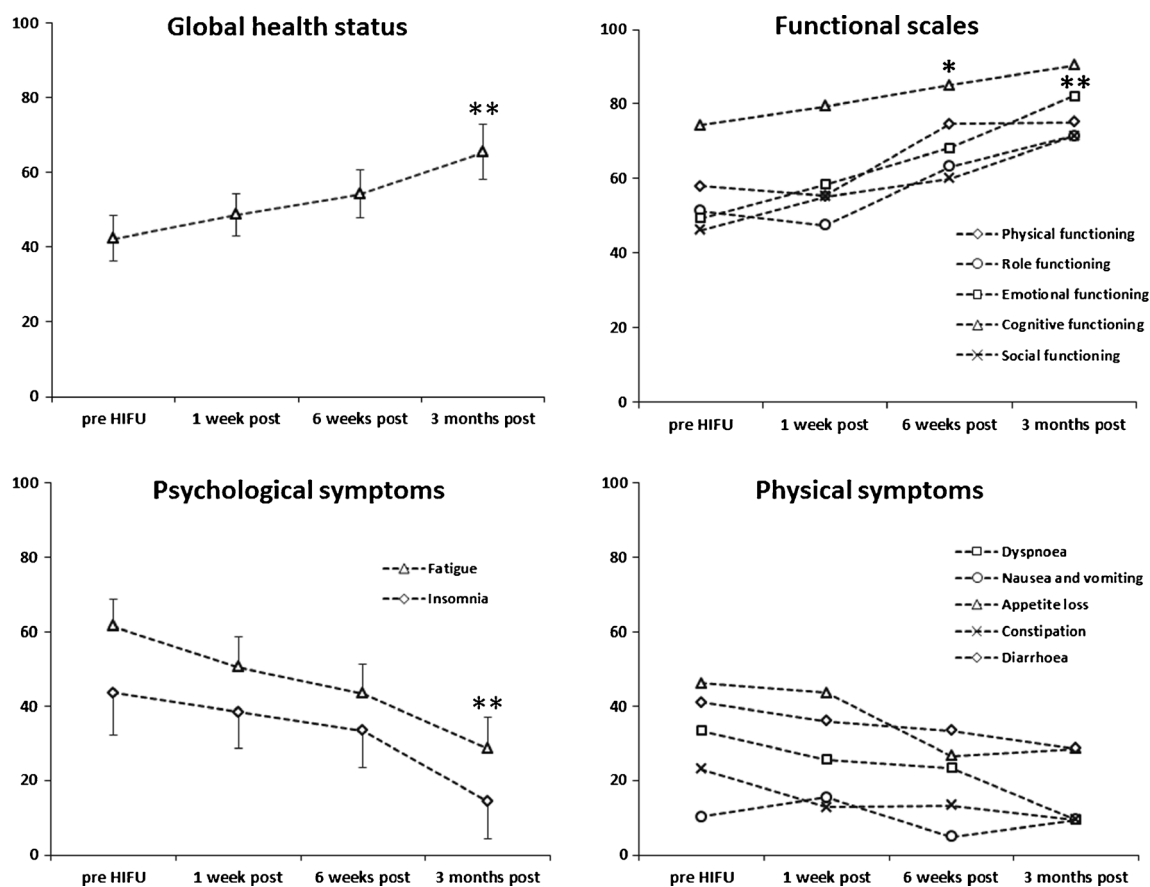 Global health status
100
80
60
40
20
0
**
pre HIFU 1 week post 6 weeks post 3 months post
Functional scales
100
80
60
40
20
0
*
**
Physical functioning
Role functioning
Emotional functioning
Cognitive functioning
Social functioning
pre HIFU 1 week post 6 weeks post 3 months post
Psychological symptoms
100
80
60
40
20
0
Fatigue
Insomnia
**
pre HIFU 1 week post 6 weeks post 3 months post
Physical symptoms
100
80
60
40
20
0
Dyspnoea
Nausea and vomiting
Appetite loss
Constipation
Diarrhoea
pre HIFU 1 week post 6 weeks post 3 months post